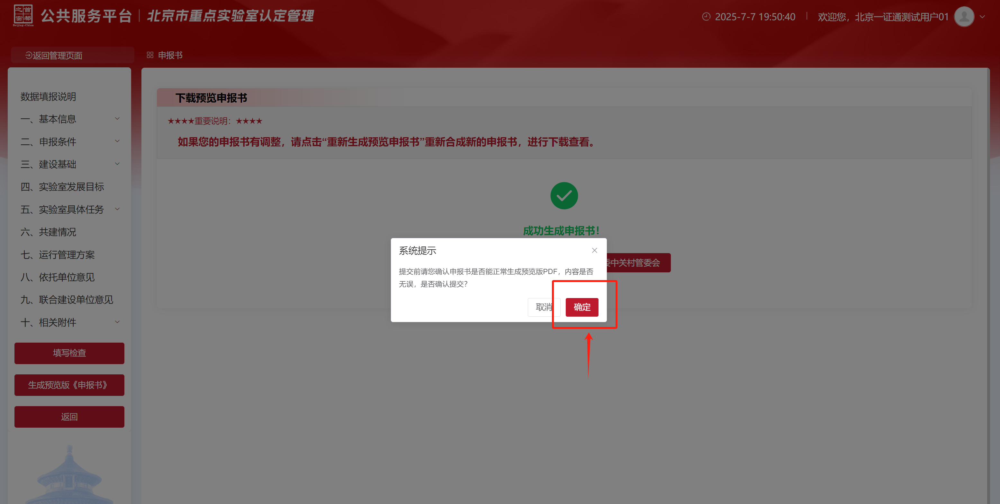 首都之窗
Beijing-China
公共服务平台 | 北京市重点实验室认定管理
2025-7-7 19:50:40
欢迎您，北京一证通测试用户01
返回管理页面
申报书
数据填报说明
一、基本信息
二、申报条件
三、建设基础
四、实验室发展目标
五、实验室具体任务
六、共建情况
七、运行管理方案
八、依托单位意见
九、联合建设单位意见
十、相关附件
填写检查
生成预览版《申报书》
返回
下载预览申报书
★★★★重要说明：★★★★
如果您的申报书有调整，请点击“重新生成预览申报书”重新合成新的申报书，进行下载查看。
成功生成申报书！
委中关村管委会
系统提示
提交前请您确认申报书是否能正常生成预览版PDF，内容是否
无误，是否确认提交？
取消
确定